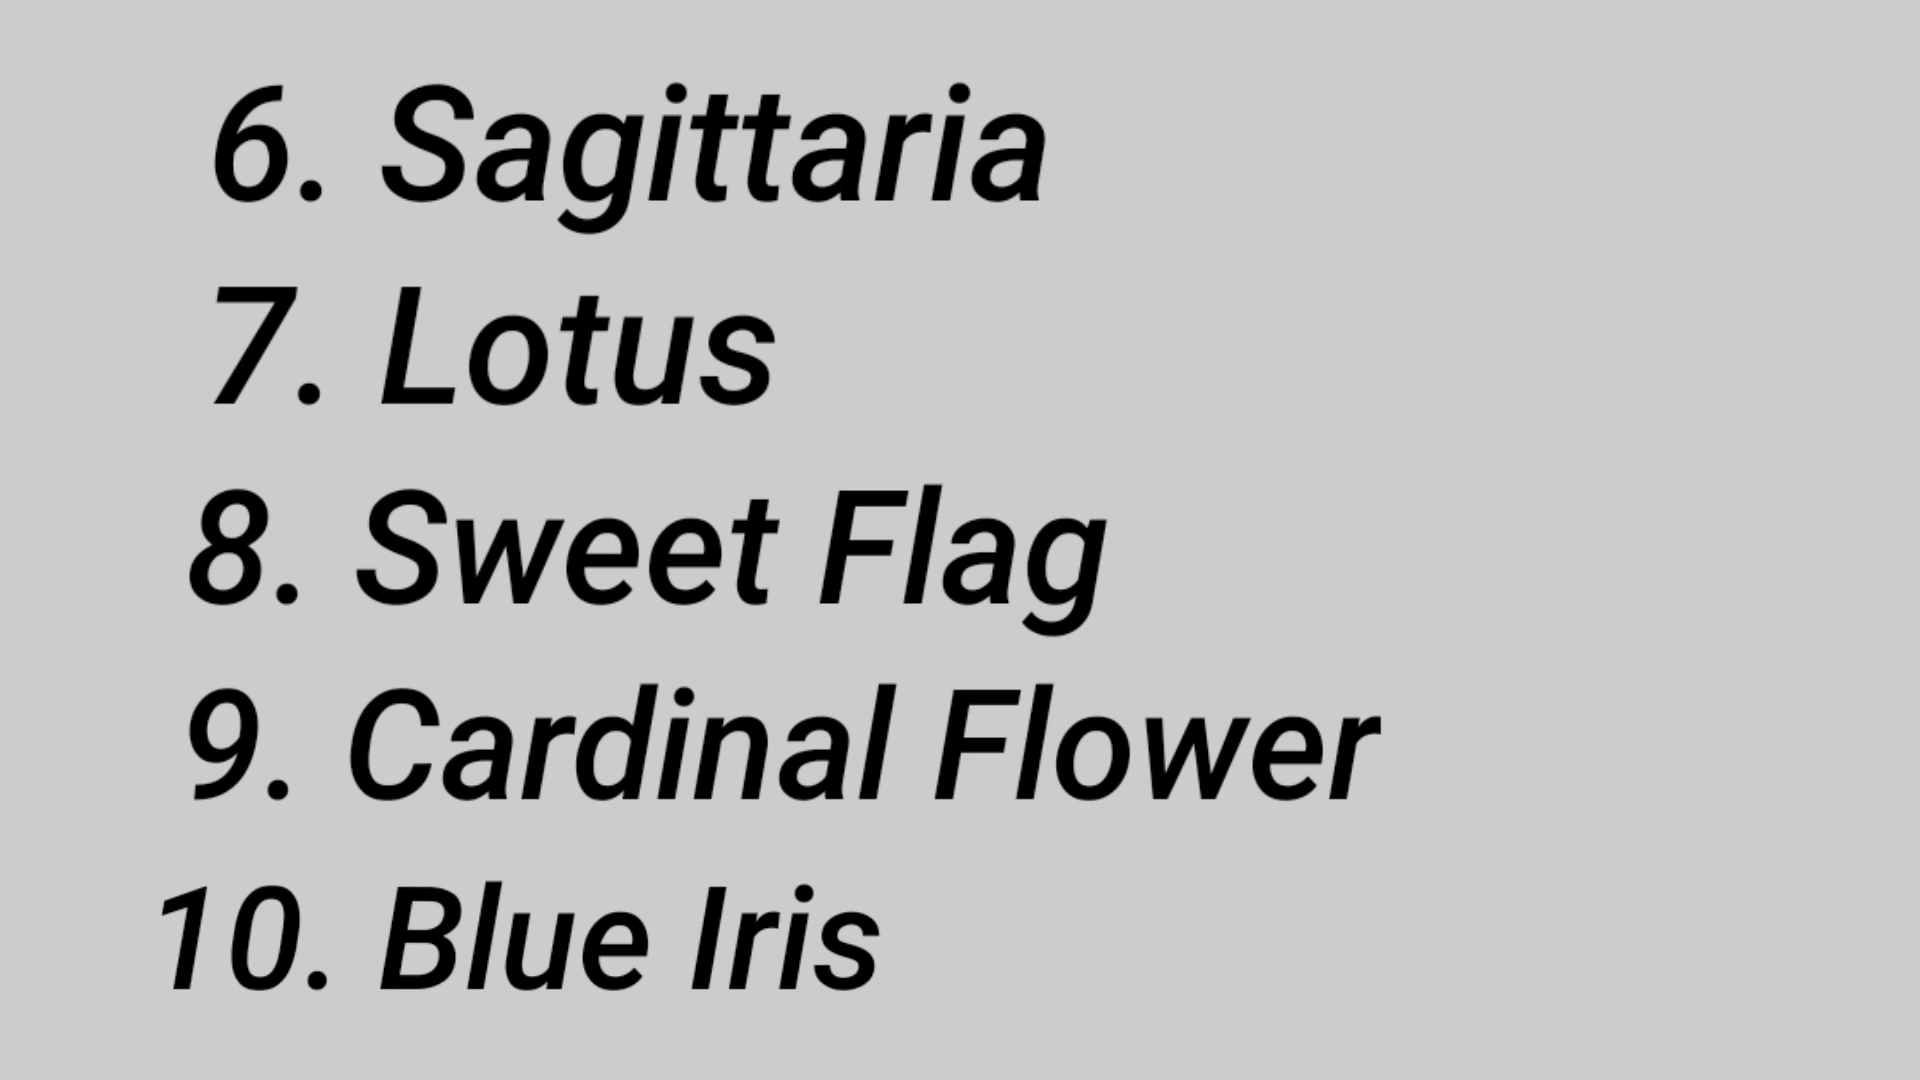 6. Sagittaria
7. Lotus
8. Sweet Flag
9. Cardinal Flower
10. Blue Iris